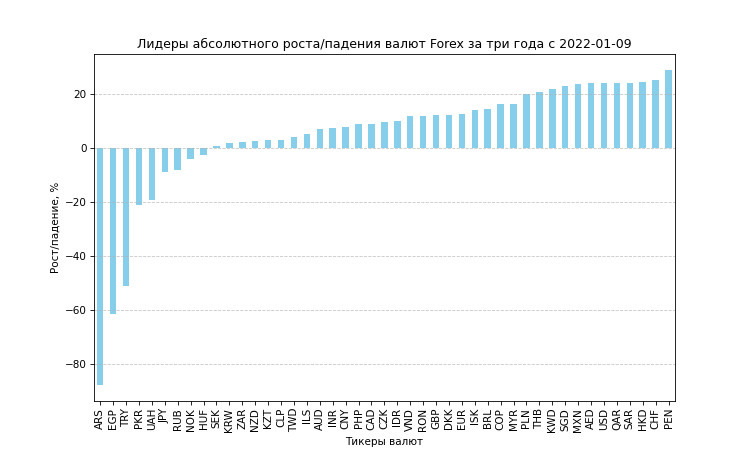 Лидеры абсолютного роста/падения валют Forex за три года с 2022-01-09
Рост/падение, %
20
0
−20
−40
−60
−80
ARS EGP TRY PKR UAH JPY RUB NOK HUF SEK KRW ZAR NZD KZT CLP TWD ILS AUD INR CNY PHP CAD CZK IDR VND RON GBP DKK EUR ISK BRL COP MYR PLN THB KWD SGD MXN AED USD QAR SAR HKD CHF PEN
Тикеры валют